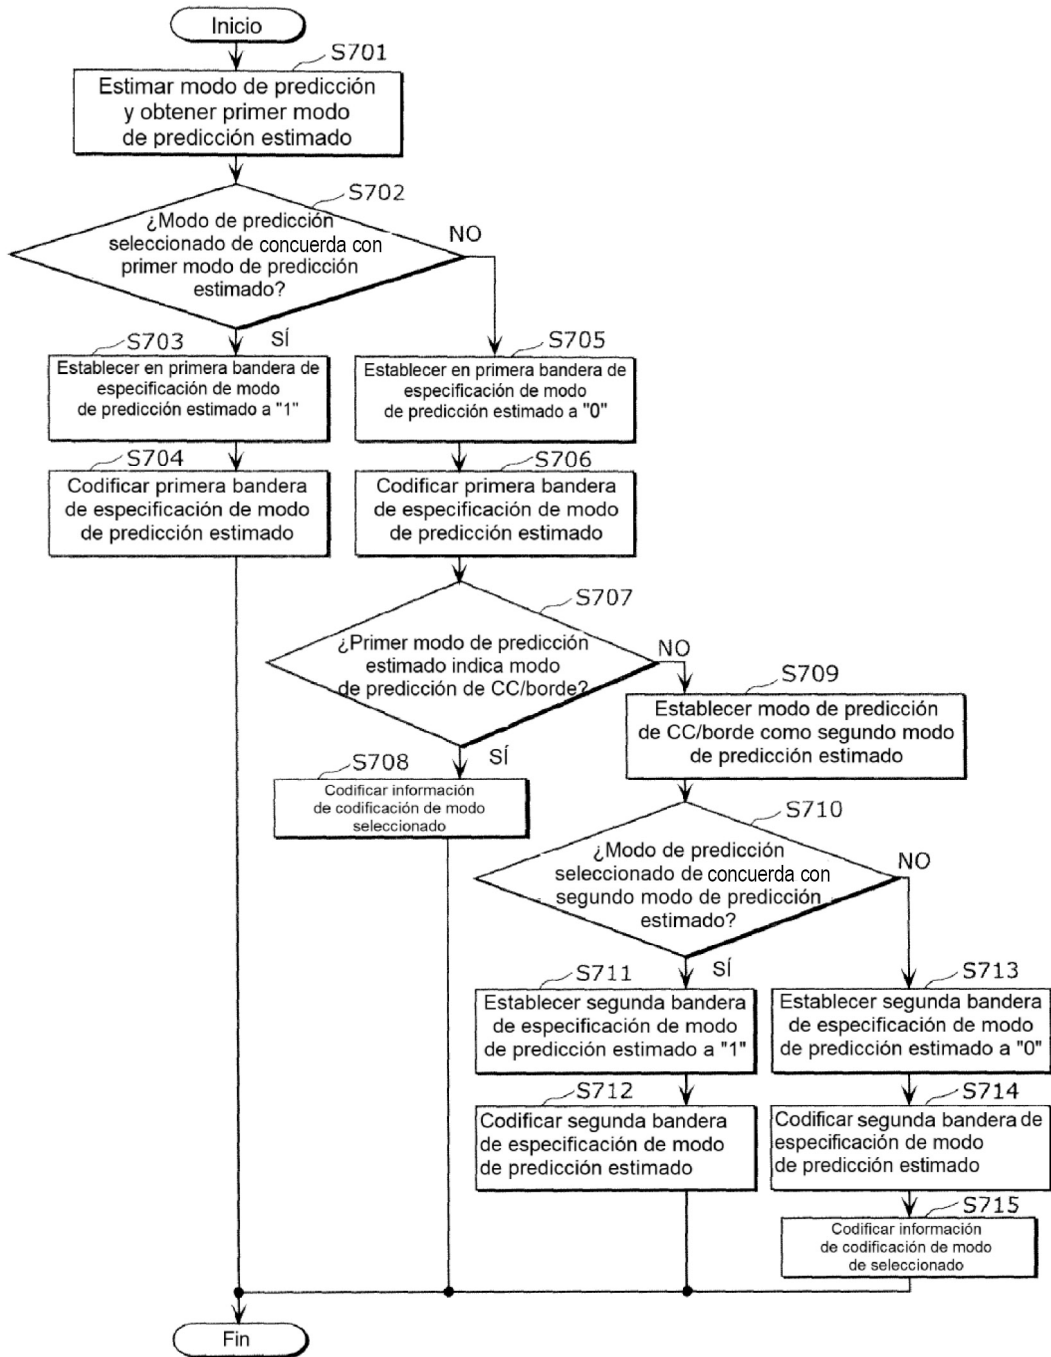 Inicio
S701
Estimar modo de predicción
y obtener primer modo
de predicción estimado
S702
¿Modo de predicción
seleccionado de concuerda con
primer modo de predicción
estimado?
NO
SÍ
S703
Establecer en primera bandera de
especificación de modo
de predicción estimado a "1"
S704
Codificar primera bandera
de especificación de modo
de predicción estimado
S705
Establecer en primera bandera de
especificación de modo
de predicción estimado a "0"
S706
Codificar primera bandera
de especificación de modo
de predicción estimado
S707
¿Primer modo de predicción
estimado indica modo
de predicción de CC/borde?
NO
SÍ
S708
Codificar información
de codificación de modo
seleccionado
S709
Establecer modo de predicción
de CC/borde como segundo modo
de predicción estimado
S710
¿Modo de predicción
seleccionado de concuerda con
segundo modo de predicción
estimado?
NO
SÍ
S711
Establecer segunda bandera
de especificación de modo
de predicción estimado a "1"
S712
Codificar segunda bandera
de especificación de modo
de predicción estimado
S713
Establecer segunda bandera
de especificación de modo
de predicción estimado a "0"
S714
Codificar segunda bandera de
especificación de modo
de predicción estimado
S715
Codificar información
de codificación de modo
de seleccionado
Fin